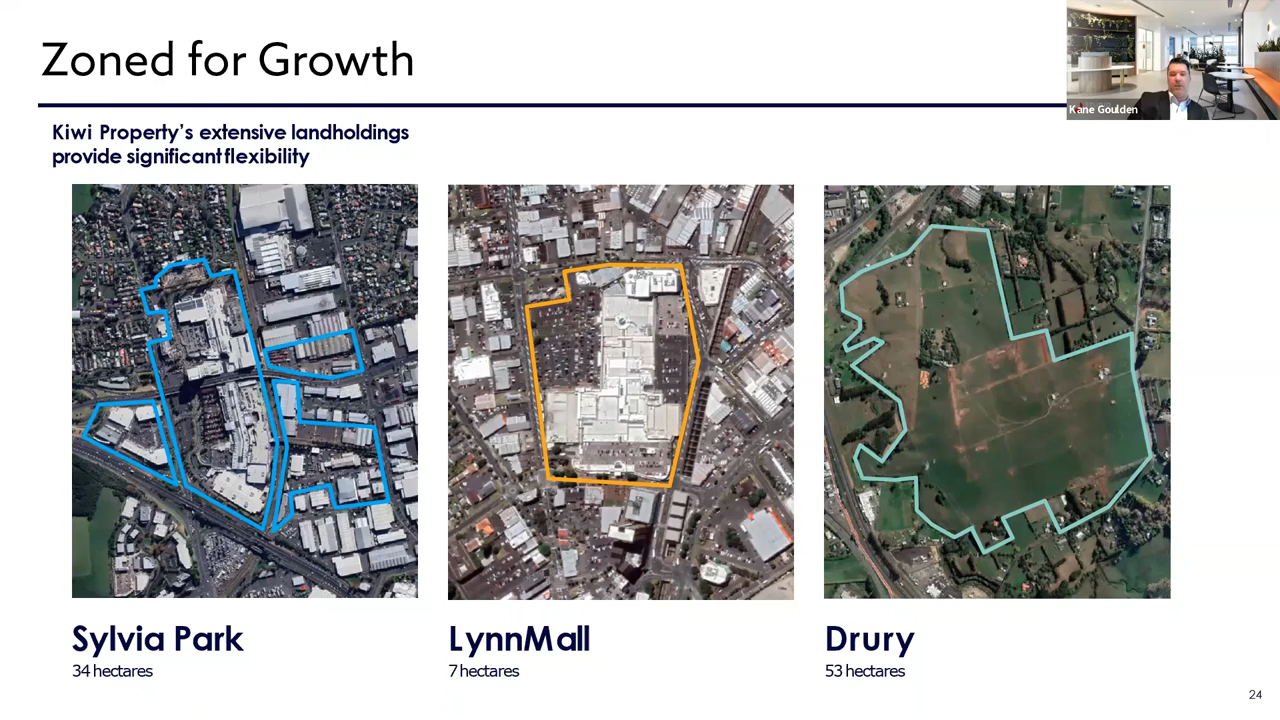 Zoned for Growth
Kane Goulden
Kiwi Property's extensive landholdings
provide significant flexibility
Sylvia Park
34 hectares
LynnMall
7 hectares
Drury
53 hectares
24